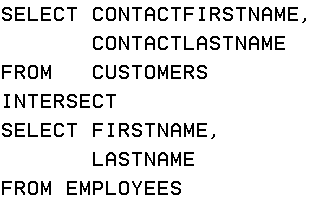 SELECT CONTACTFIRSTNAME,
       CONTACTLASTNAME
FROM   CUSTOMERS
INTERSECT
SELECT FIRSTNAME,
       LASTNAME
FROM EMPLOYEES